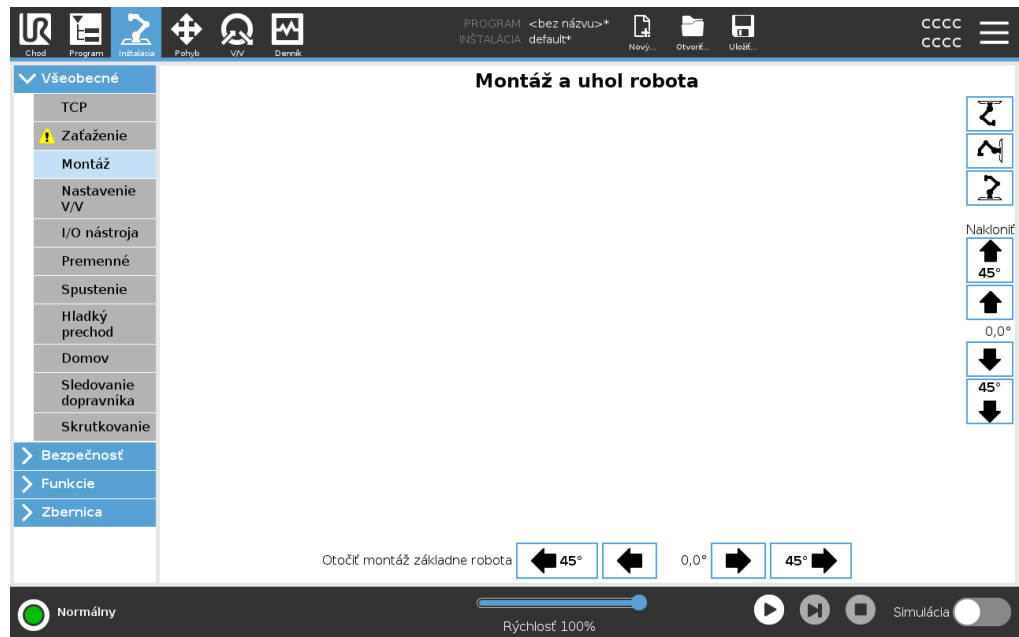 PROGRAM <bez názvu>*
INŠTALÁCIA default*
cccc
cccc
Chod
Program
Inštalácia
Pohyb
V/V
Denník
Nový...
Otvoriť...
Uložiť...
Všeobecné
TCP
Zaťaženie
Montáž
Nastavenie
V/V
I/O nástroja
Premenné
Spustenie
Hladký
prechod
Domov
Sledovanie
dopravníka
Skrutkovanie
Bezpečnosť
Funkcie
Zbernica
Montáž a uhol robota
Nakloniť
45°
0,0°
45°
Otočiť montáž základne robota 45° 0,0° 45°
Normálny
Rýchlosť 100%
Simulácia